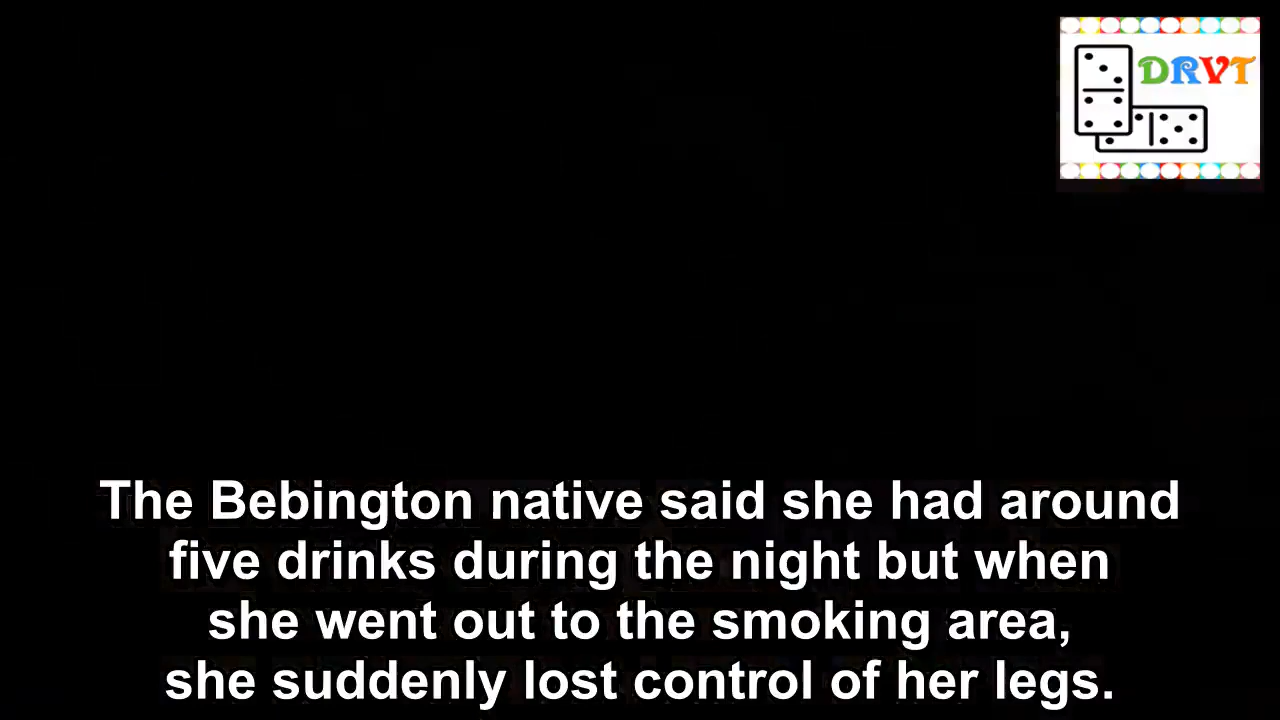 DRVT
The Bebington native said she had around
five drinks during the night but when
she went out to the smoking area,
she suddenly lost control of her legs.